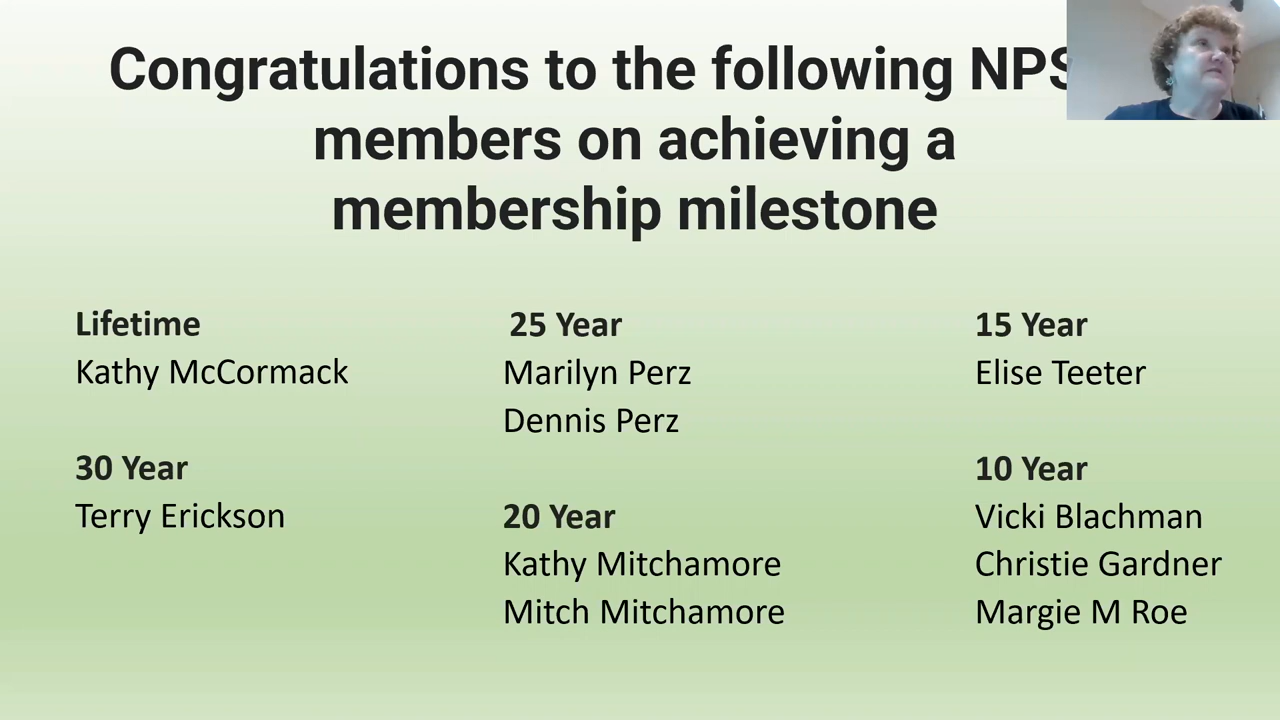 Congratulations to the following NPS
members on achieving a
membership milestone
Lifetime
Kathy McCormack
30 Year
Terry Erickson
25 Year
Marilyn Perz
Dennis Perz
20 Year
Kathy Mitchamore
Mitch Mitchamore
15 Year
Elise Teeter
10 Year
Vicki Blachman
Christie Gardner
Margie M Roe